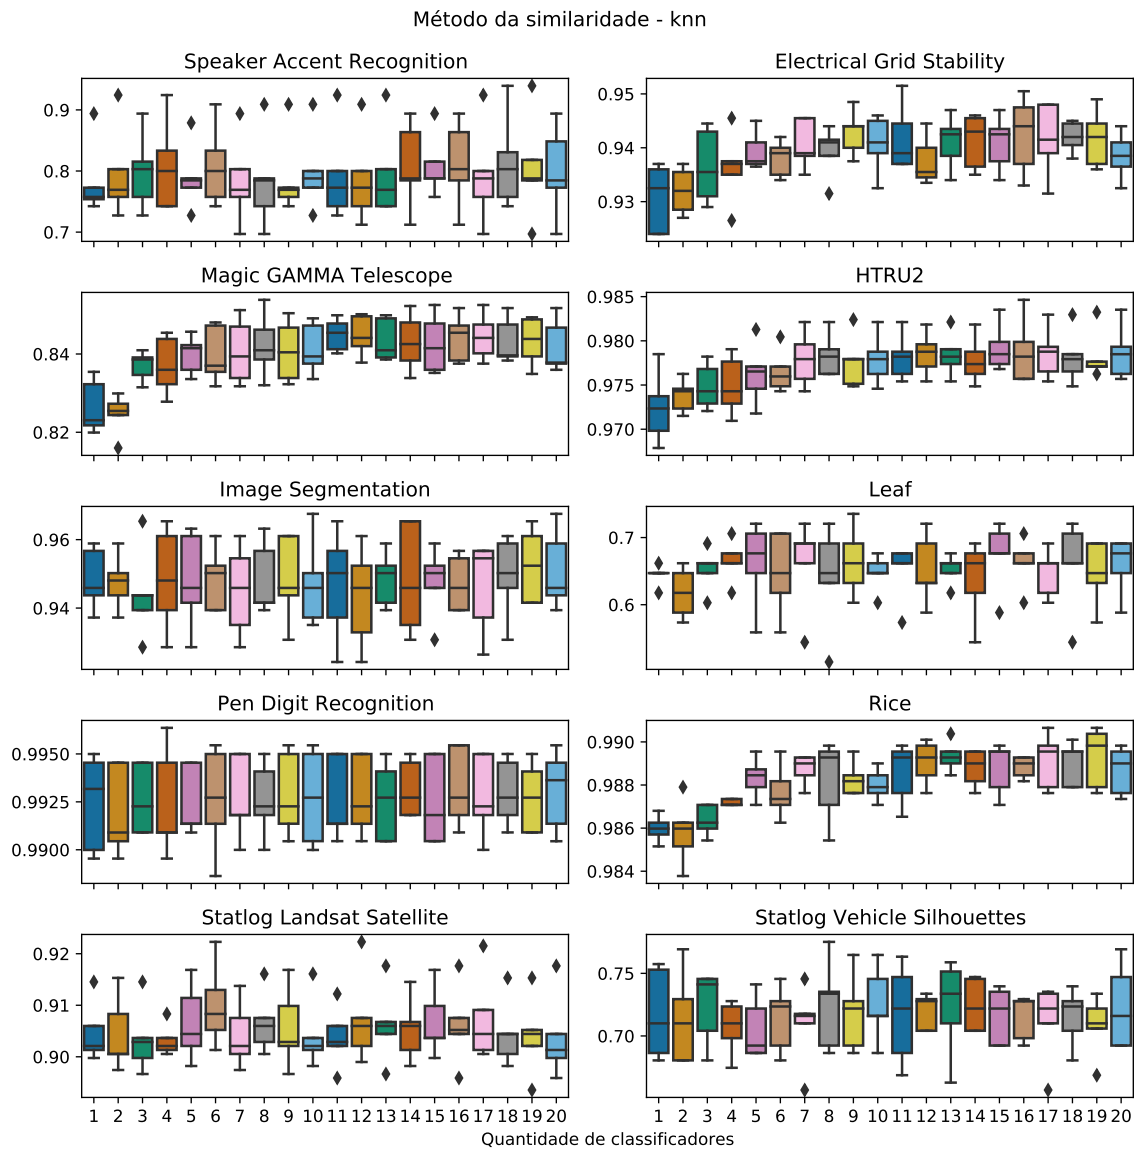 Método da similaridade - knn
Speaker Accent Recognition
0.9
0.8
0.7
Electrical Grid Stability
0.95
0.94
0.93
Magic GAMMA Telescope
0.84
0.82
HTRU2
0.985
0.980
0.975
0.970
Image Segmentation
0.96
0.94
Leaf
0.7
0.6
Pen Digit Recognition
0.9950
0.9925
0.9900
Rice
0.990
0.988
0.986
0.984
Statlog Landsat Satellite
0.92
0.91
0.90
1 2 3 4 5 6 7 8 9 10 11 12 13 14 15 16 17 18 19 20
Statlog Vehicle Silhouettes
0.75
0.70
1 2 3 4 5 6 7 8 9 10 11 12 13 14 15 16 17 18 19 20
Quantidade de classificadores